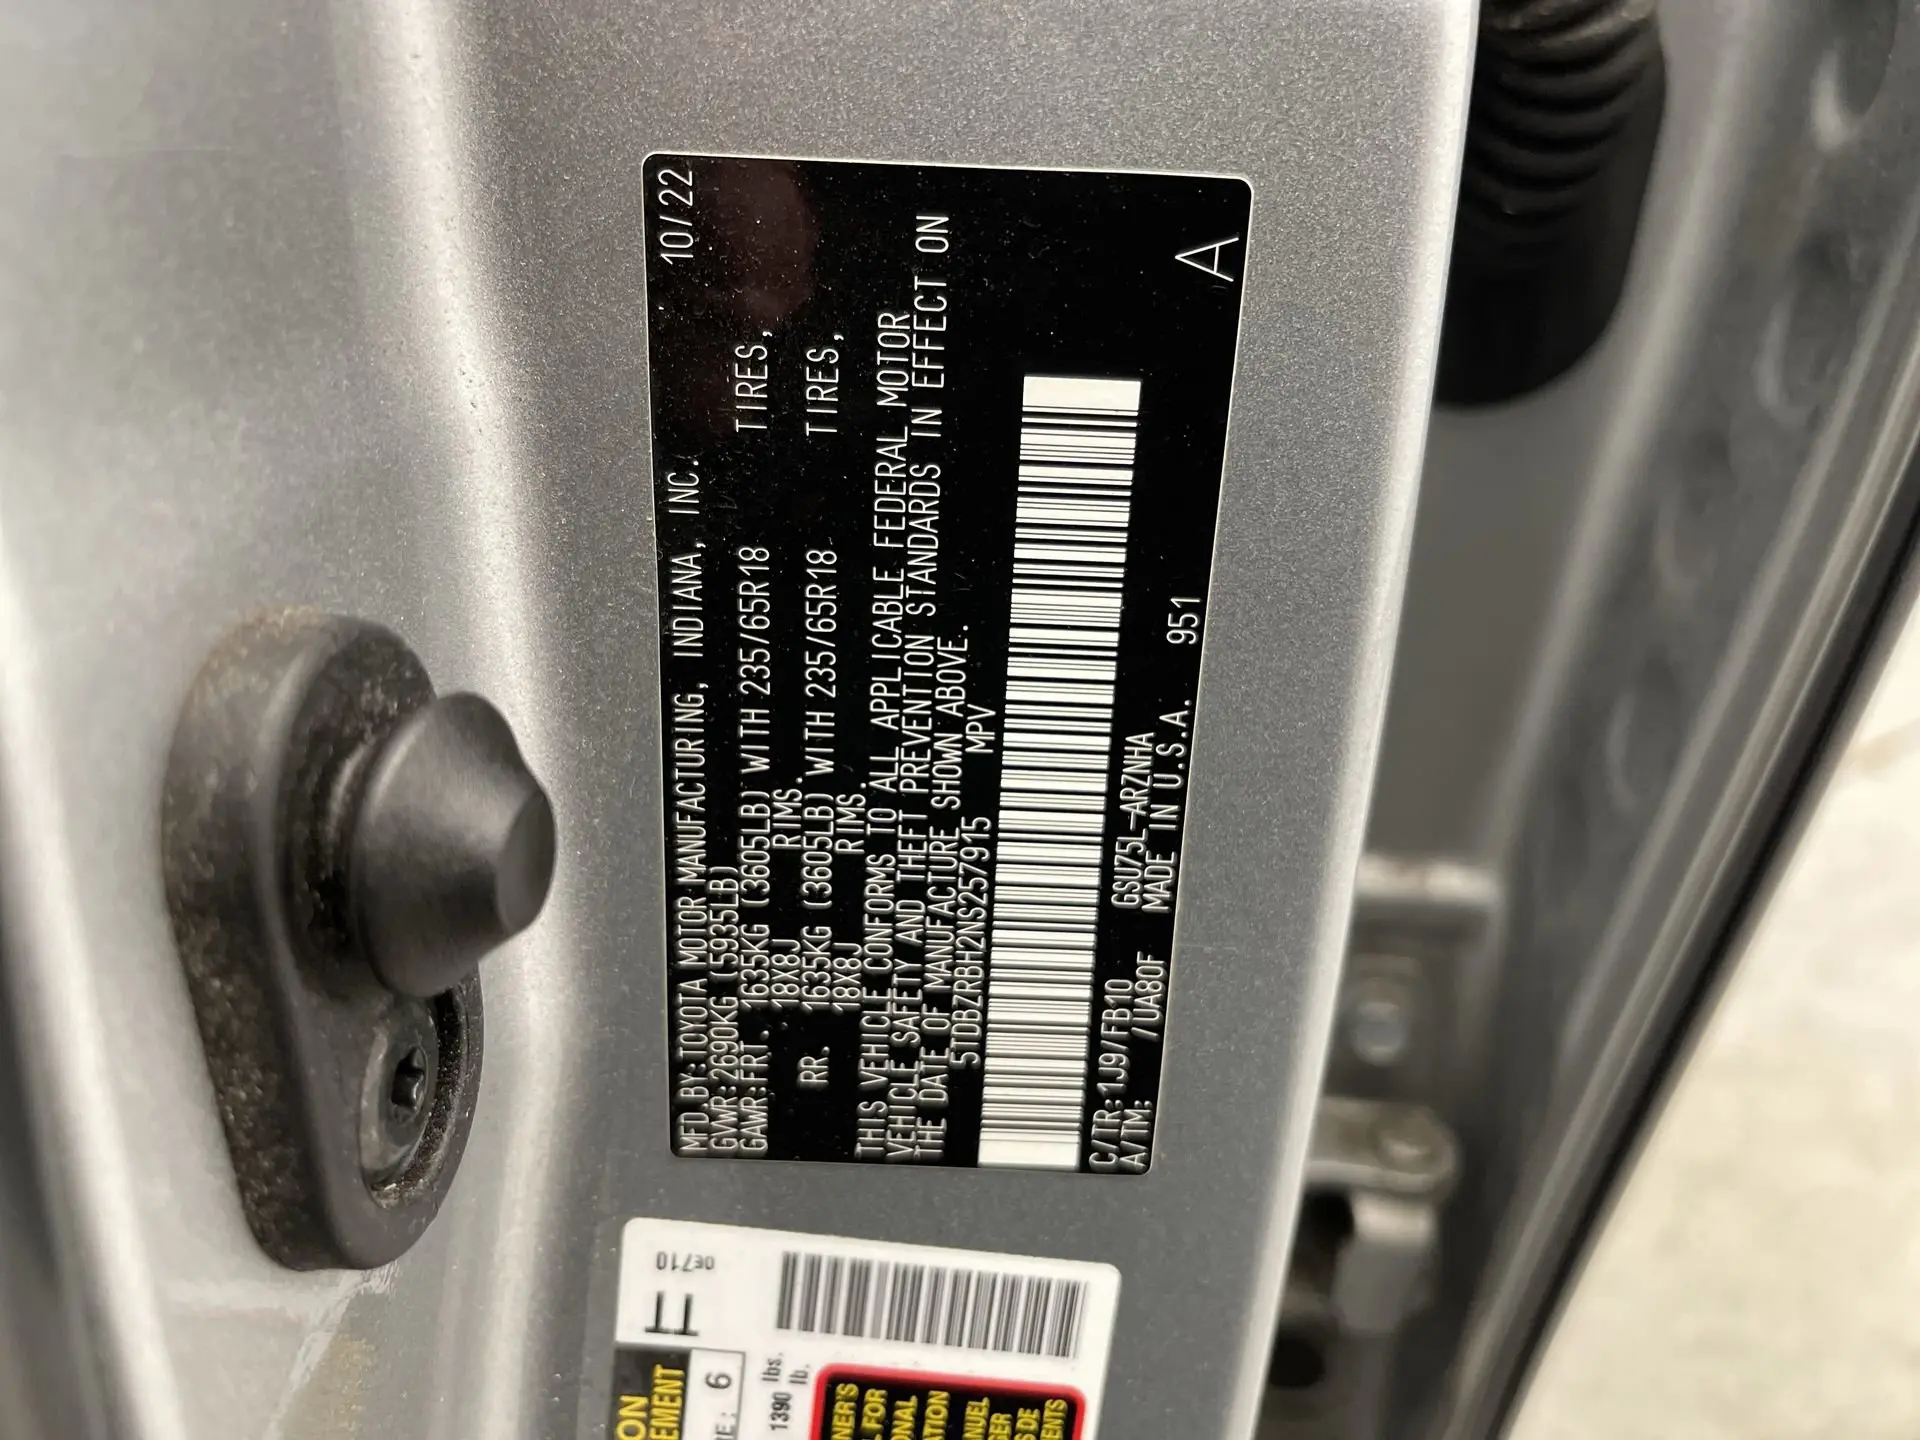 MFD.BY:TOYOTA MOTOR MANUFACTURING, INDIANA, INC. 10/22
GVWR:2690KG (5935LB)
GAWR:FRT. 1635KG (3605LB) WITH 235/65R18 TIRES,
18X8J RIMS.
RR. 1635KG (3605LB) WITH 235/65R18 TIRES,
18X8J RIMS.
THIS VEHICLE CONFORMS TO ALL APPLICABLE FEDERAL MOTOR
VEHICLE SAFETY AND THEFT PREVENTION STANDARDS IN EFFECT ON
THE DATE OF MANUFACTURE SHOWN ABOVE.
5TDBZRBH2NS257915 MPV
C/TR:1J9/FB10 GSU75L-ARZNHA
A/TM: /UA80F MADE IN U.S.A. 951
A
0E710
6
1390 lbs.
lb.